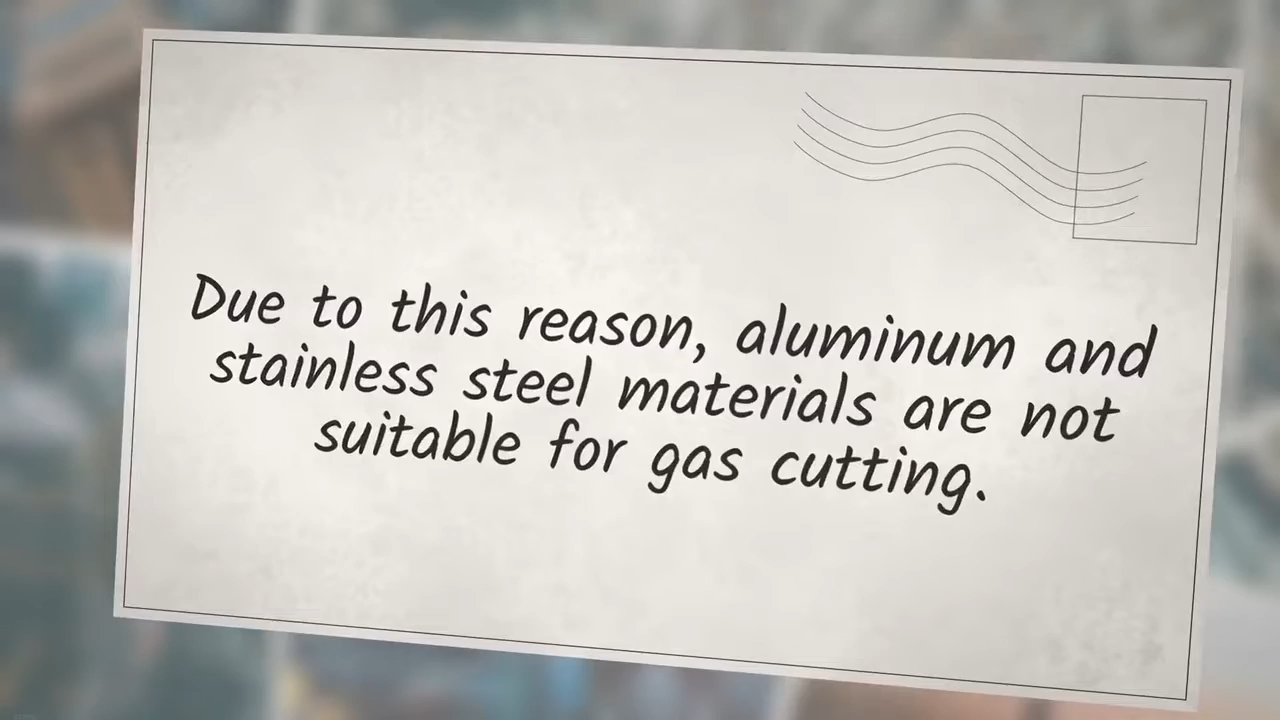 Due to this reason, aluminum and
stainless steel materials are not
suitable for gas cutting.